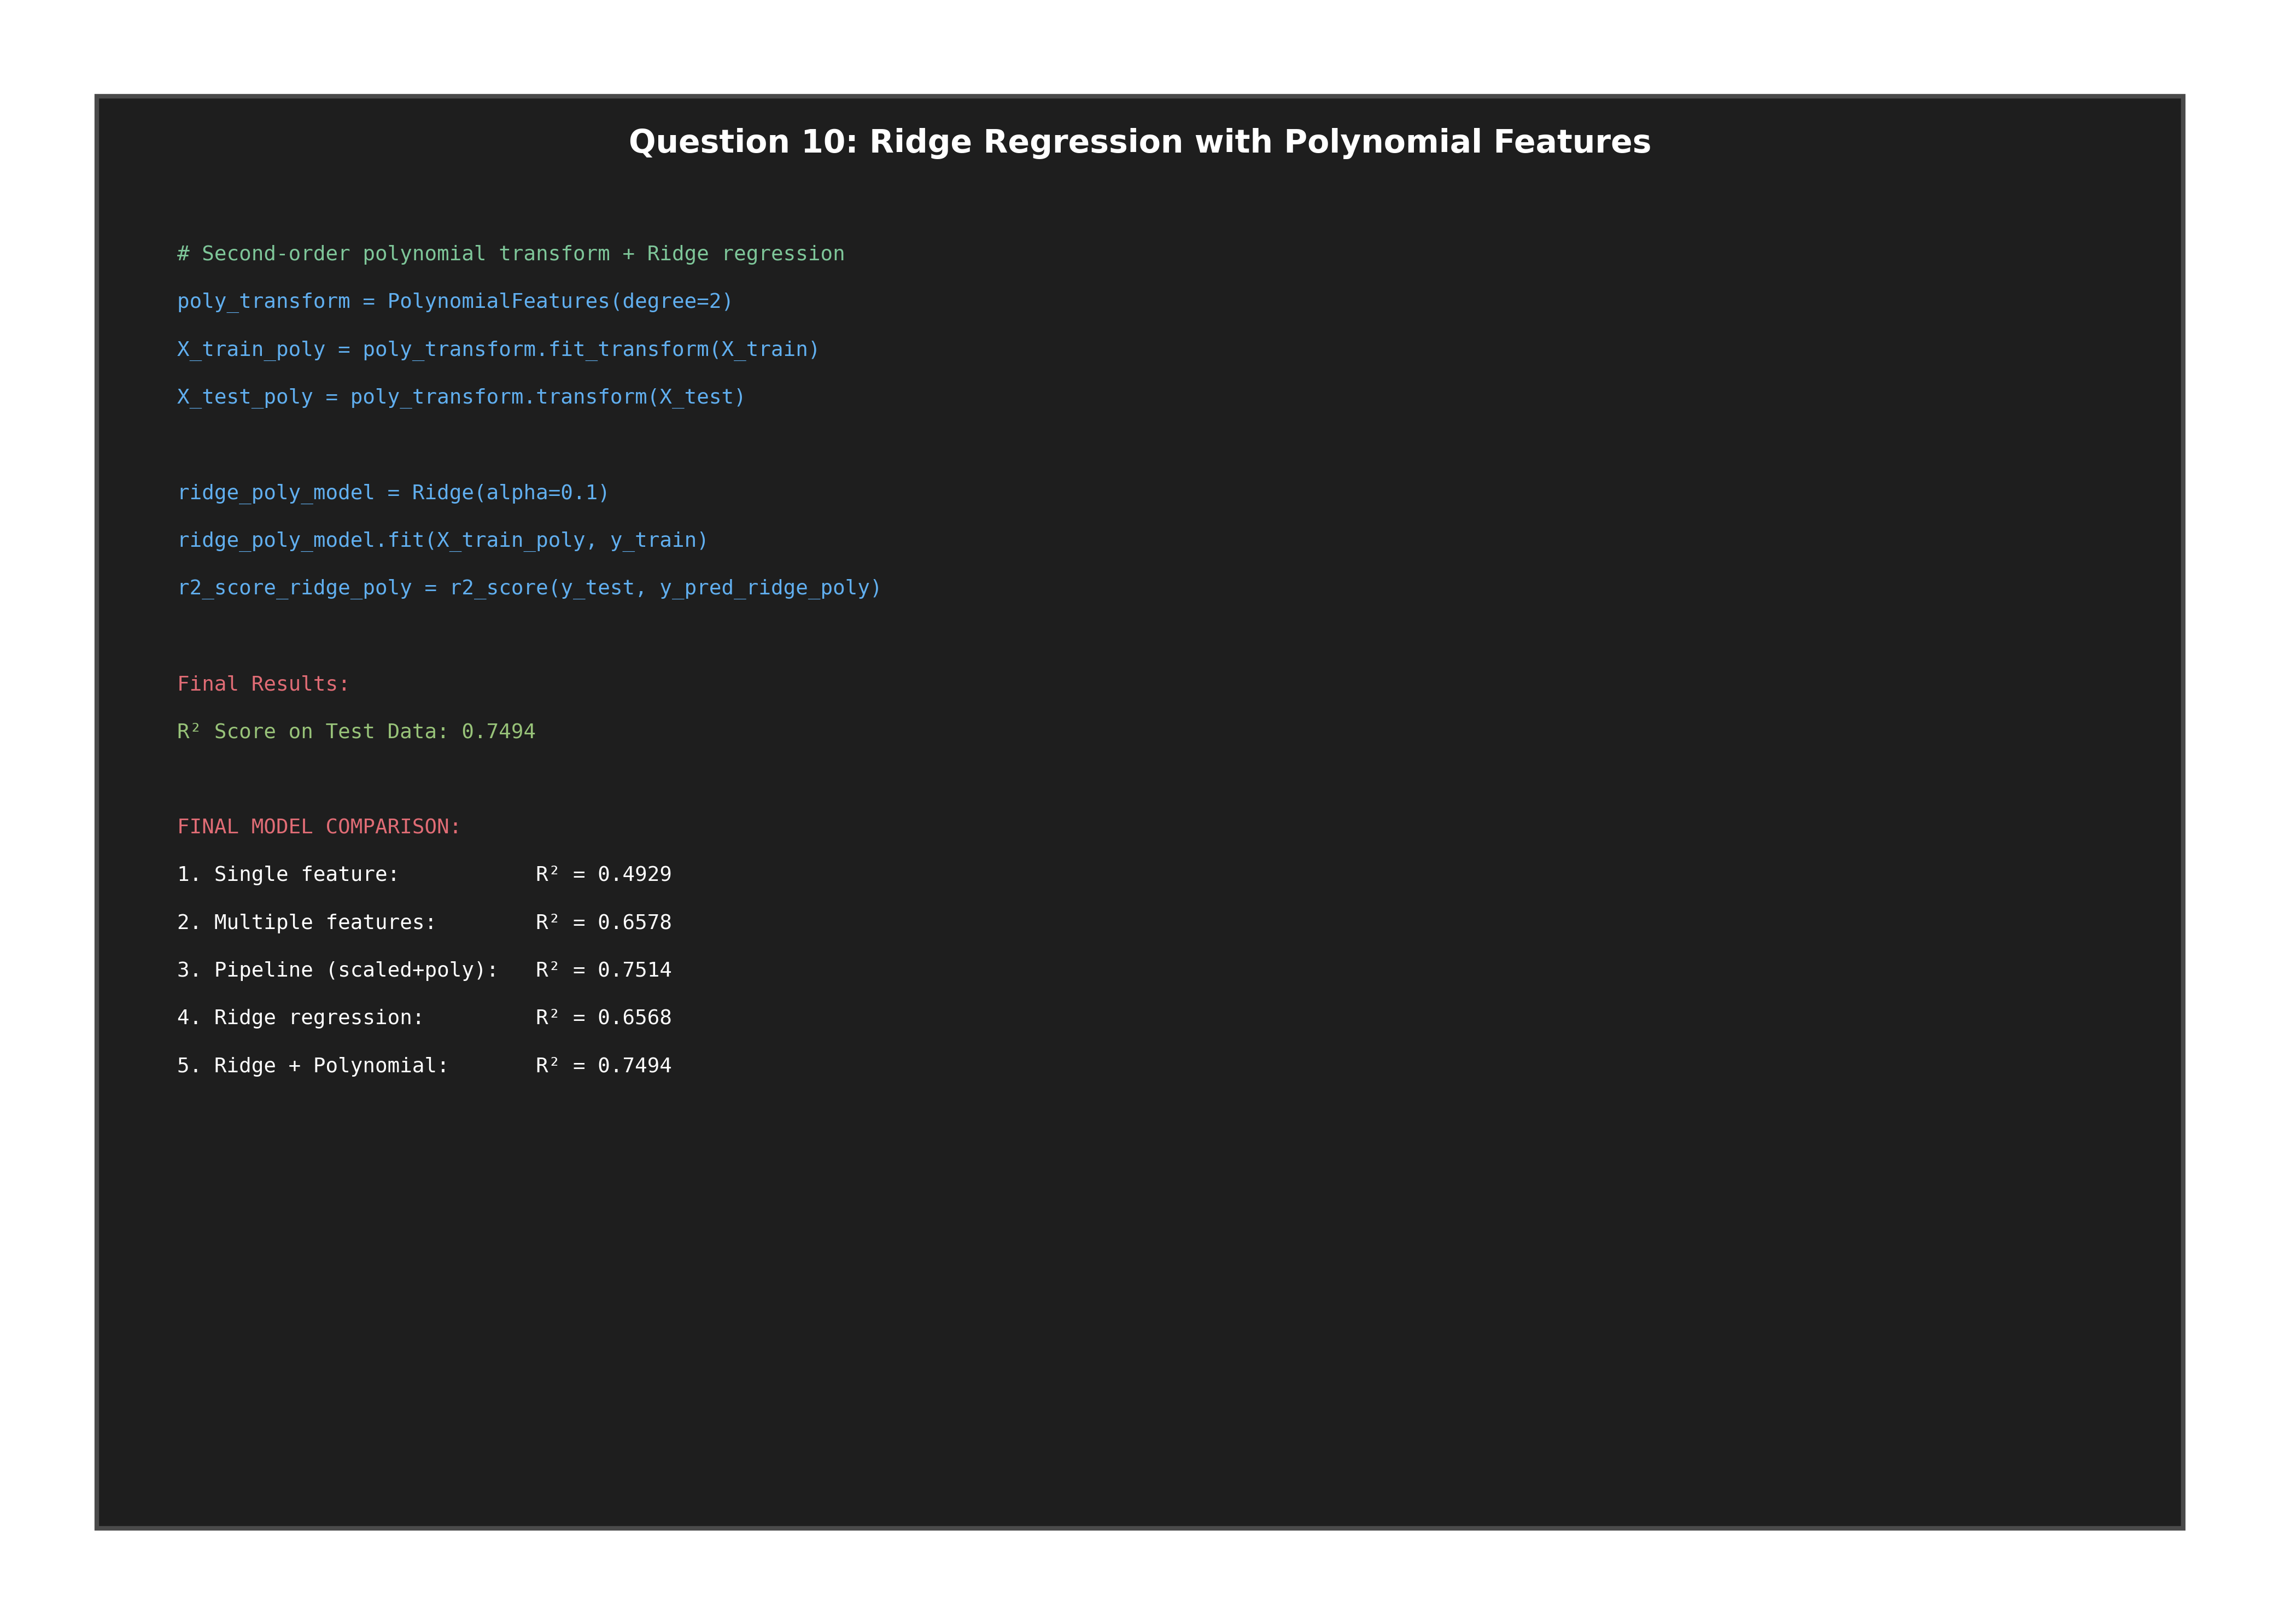 Question 10: Ridge Regression with Polynomial Features
# Second-order polynomial transform + Ridge regression
poly_transform = PolynomialFeatures(degree=2)
X_train_poly = poly_transform.fit_transform(X_train)
X_test_poly = poly_transform.transform(X_test)
ridge_poly_model = Ridge(alpha=0.1)
ridge_poly_model.fit(X_train_poly, y_train)
r2_score_ridge_poly = r2_score(y_test, y_pred_ridge_poly)
Final Results:
R² Score on Test Data: 0.7494
FINAL MODEL COMPARISON:
1. Single feature:           R² = 0.4929
2. Multiple features:        R² = 0.6578
3. Pipeline (scaled+poly):   R² = 0.7514
4. Ridge regression:         R² = 0.6568
5. Ridge + Polynomial:       R² = 0.7494